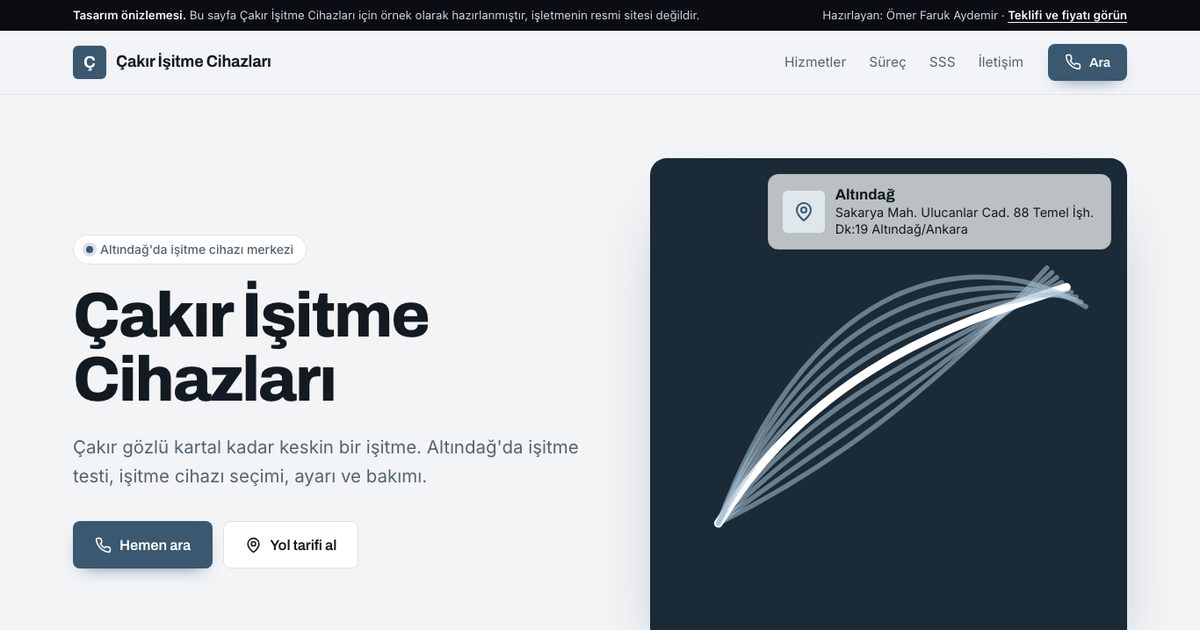 Tasarım önizlemesi. Bu sayfa Çakır İşitme Cihazları için örnek olarak hazırlanmıştır, işletmenin resmi sitesi değildir.
Hazırlayan: Ömer Faruk Aydemir · Teklifi ve fiyatı görün
Ç Çakır İşitme Cihazları
Hizmetler Süreç SSS İletişim Ara
Altındağ'da işitme cihazı merkezi
Çakır İşitme
Cihazları
Çakır gözlü kartal kadar keskin bir işitme. Altındağ'da işitme
testi, işitme cihazı seçimi, ayarı ve bakımı.
Hemen ara Yol tarifi al
Altındağ
Sakarya Mah. Ulucanlar Cad. 88 Temel İşh.
Dk:19 Altındağ/Ankara